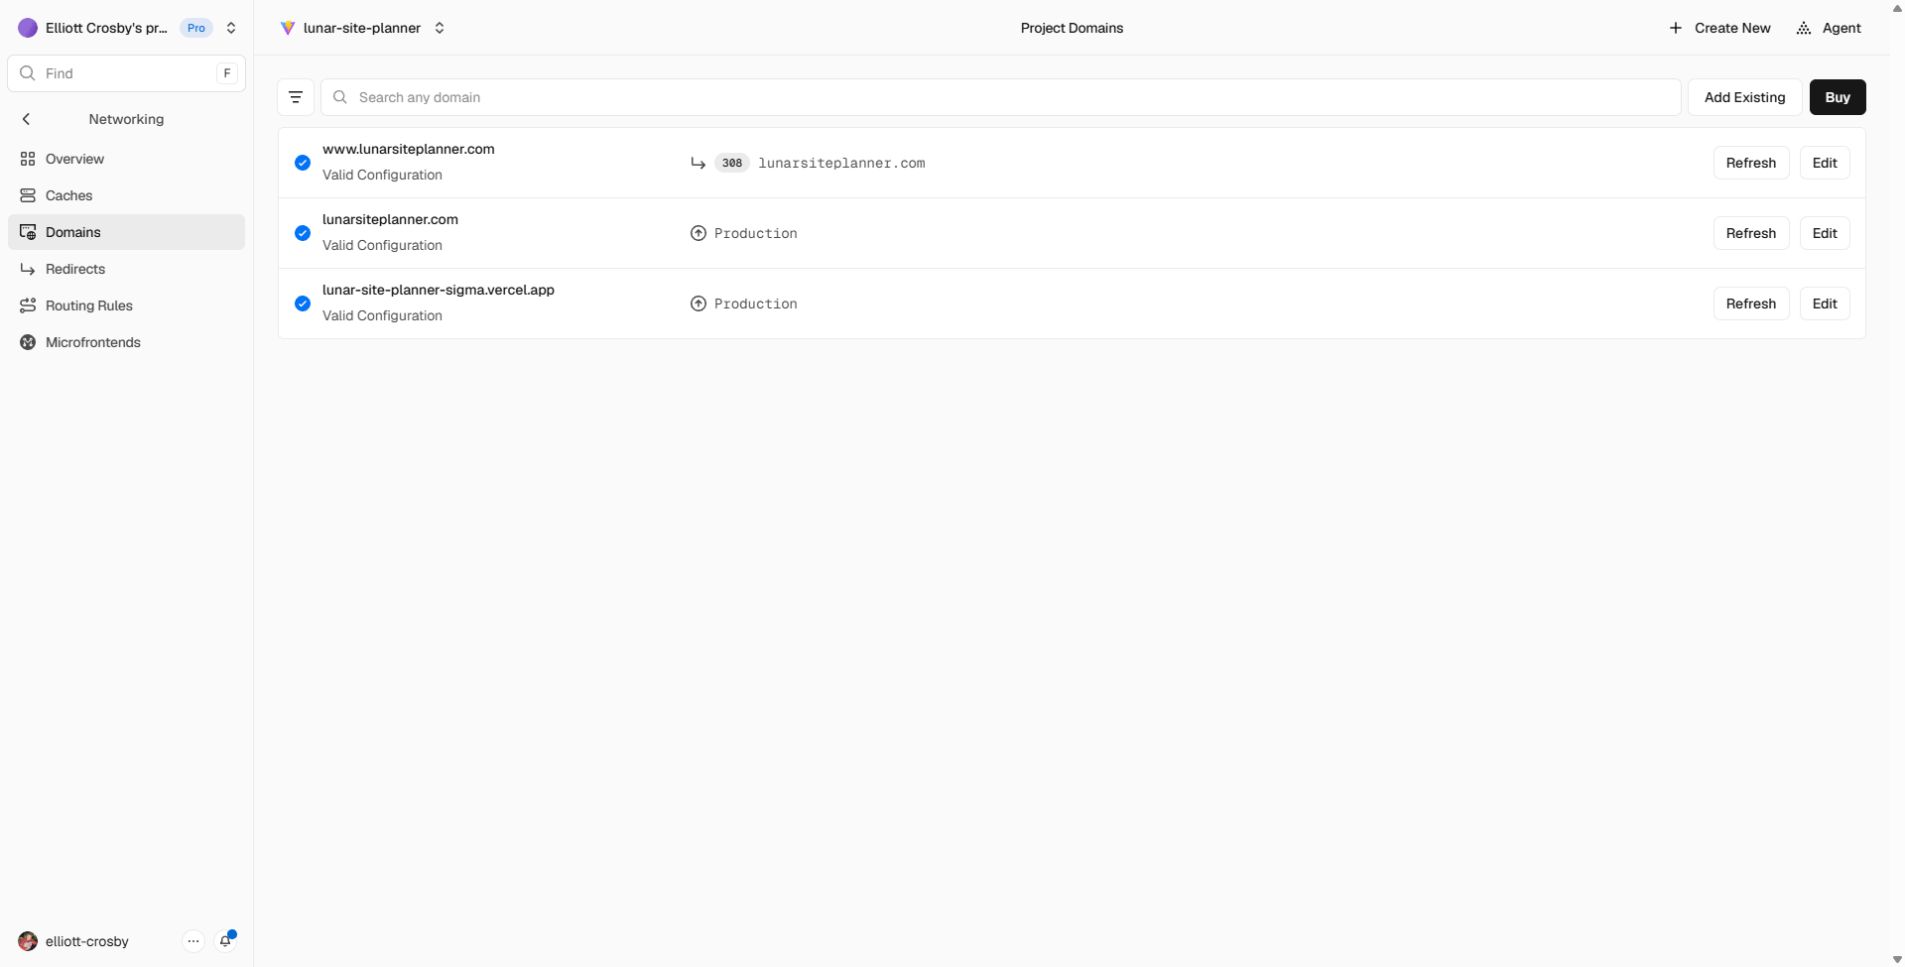 Elliott Crosby's pr... Pro
lunar-site-planner
Project Domains
Create New
Agent
Find F
Networking
Overview
Caches
Domains
Redirects
Routing Rules
Microfrontends
Search any domain
Add Existing
Buy
www.lunarsiteplanner.com
Valid Configuration
308 lunarsiteplanner.com
Refresh Edit
lunarsiteplanner.com
Valid Configuration
Production
Refresh Edit
lunar-site-planner-sigma.vercel.app
Valid Configuration
Production
Refresh Edit
elliott-crosby